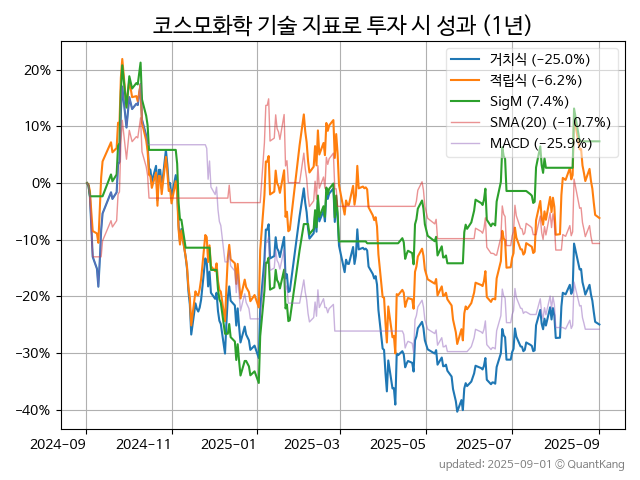 코스모화학 기술 지표로 투자 시 성과 (1년)
거치식 (−25.0%)
적립식 (−6.2%)
SigM (7.4%)
SMA(20) (−10.7%)
MACD (−25.9%)
20%
10%
0%
−10%
−20%
−30%
−40%
2024-09 2024-11 2025-01 2025-03 2025-05 2025-07 2025-09
updated: 2025-09-01 © QuantKang